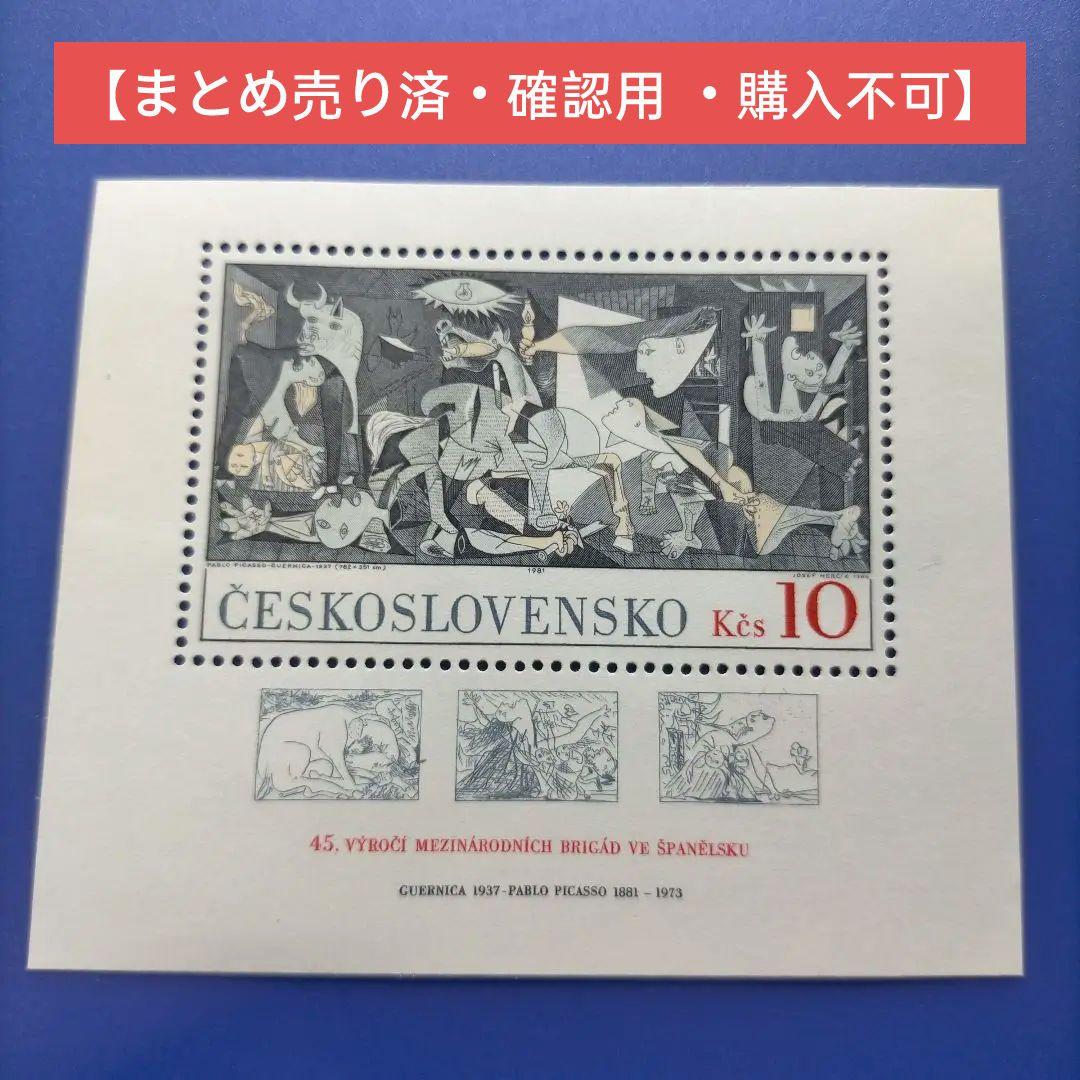 【まとめ売り済・確認用 ・購入不可】
PABLO PICASSO-GUERNICA-1937 (782×351 cm)
1981
ČESKOSLOVENSKO Kčs 10
45. VÝROČÍ MEZINÁRODNÍCH BRIGÁD VE ŠPANĚLSKU
GUERNICA 1937-PABLO PICASSO 1881 – 1973